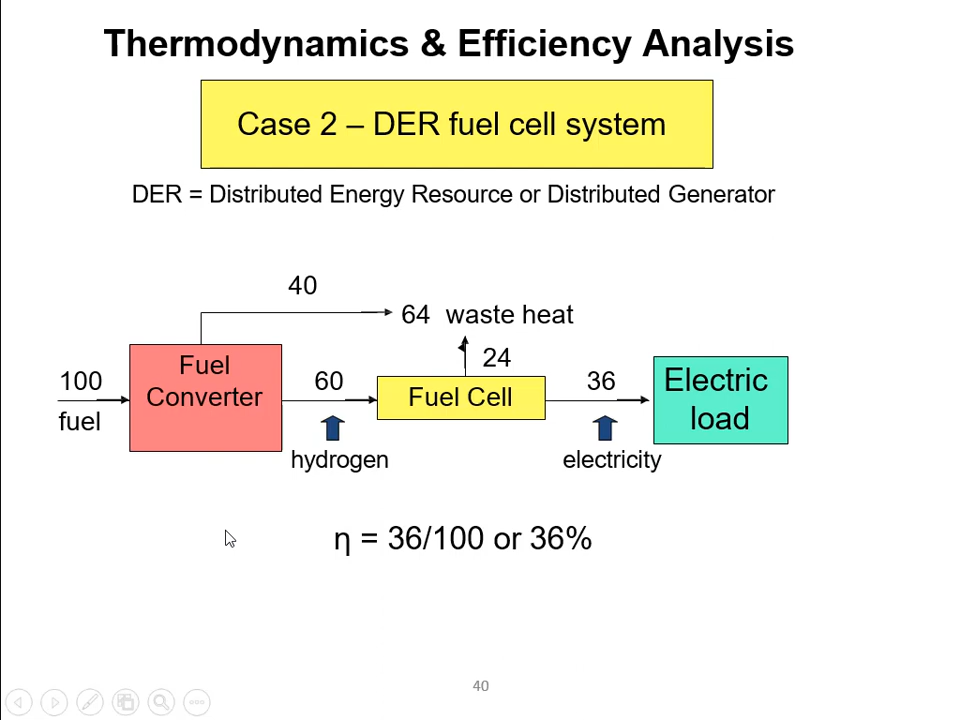 Thermodynamics & Efficiency Analysis
Case 2 – DER fuel cell system
DER = Distributed Energy Resource or Distributed Generator
40
64 waste heat
24
100
fuel
Fuel
Converter
60
hydrogen
Fuel Cell
36
electricity
Electric
load
η = 36/100 or 36%
40